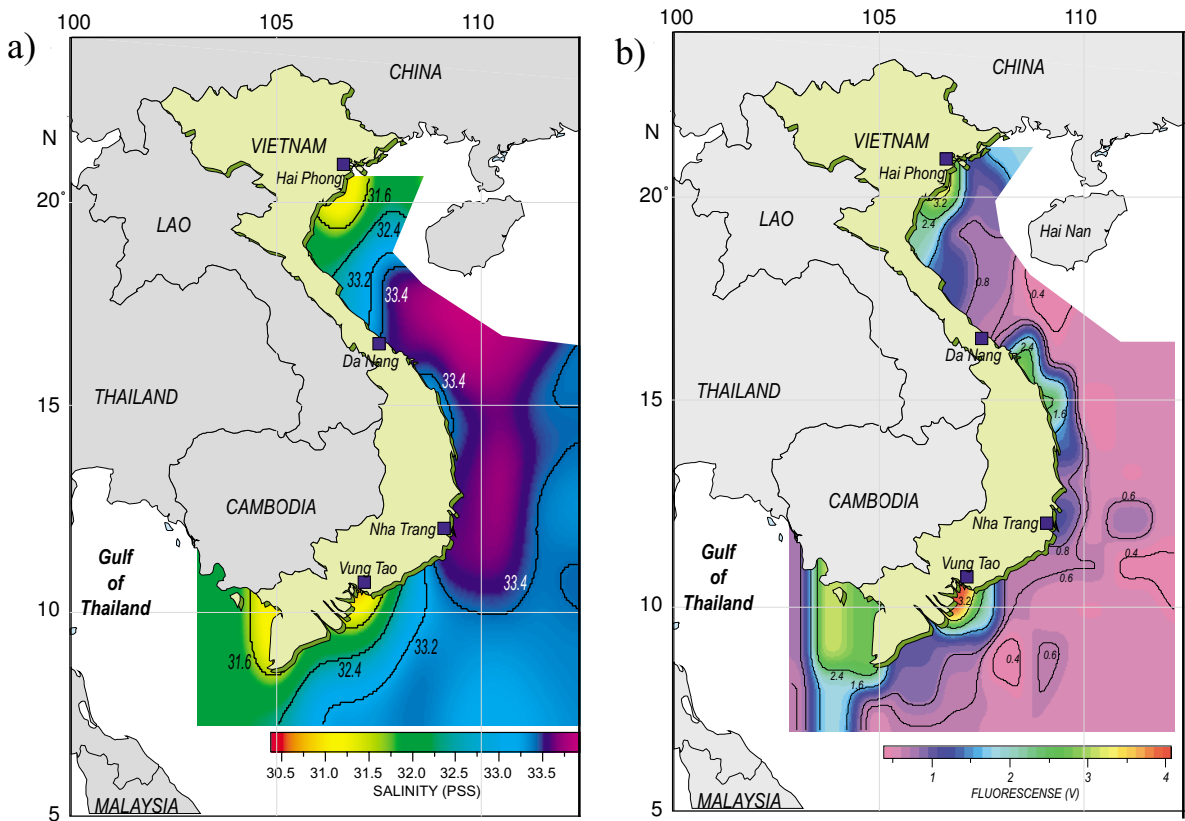 a)
100
105
110
CHINA
N
VIETNAM
Hai Phong
20°
31.6
LAO
32.4
33.2
33.4
Da Nang
33.4
THAILAND
15
CAMBODIA
Nha Trang
Gulf
of
Thailand
Vung Tao
33.4
10
33.2
31.6
32.4
30.5 31.0 31.5 32.0 32.5 33.0 33.5
SALINITY (PSS)
MALAYSIA
5
b)
100
105
110
CHINA
N
VIETNAM
Hai Phong
20°
3.2
2.4
LAO
Hai Nan
0.8
0.4
Da Nang
2.4
THAILAND
15
1.6
CAMBODIA
0.6
Nha Trang
0.8
0.4
Gulf
of
Thailand
Vung Tao
0.6
10
3.2
0.4
0.6
2.4
1.6
1 2 3 4
FLUORESCENSE (V)
MALAYSIA
5